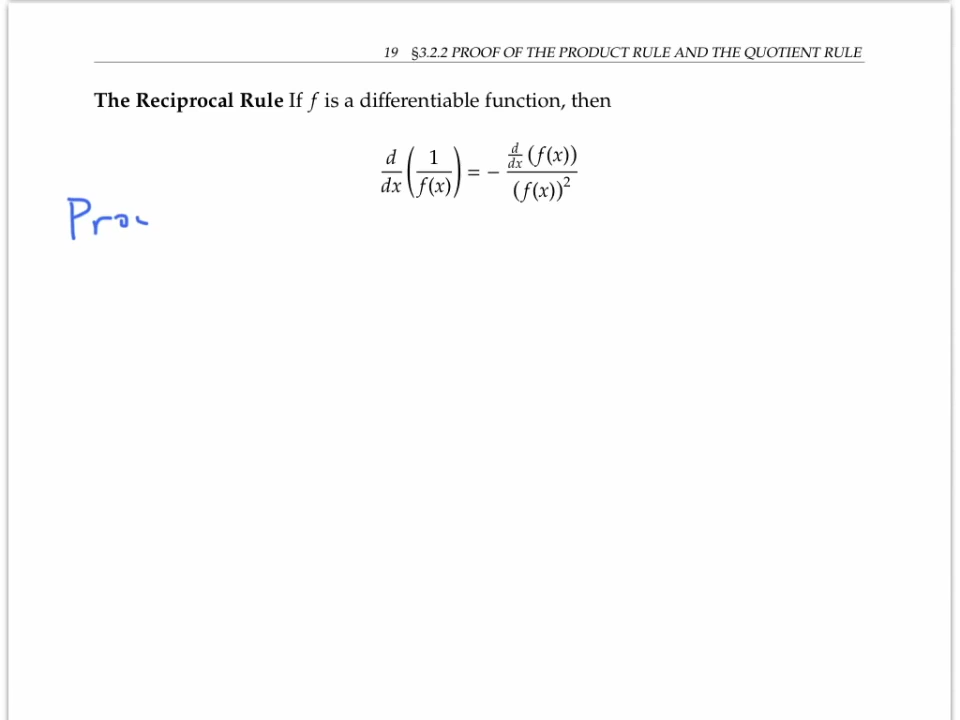 19 §3.2.2 PROOF OF THE PRODUCT RULE AND THE QUOTIENT RULE
The Reciprocal Rule If f is a differentiable function, then
d/dx (1/f(x)) = − d/dx (f(x)) / (f(x))²
Pro